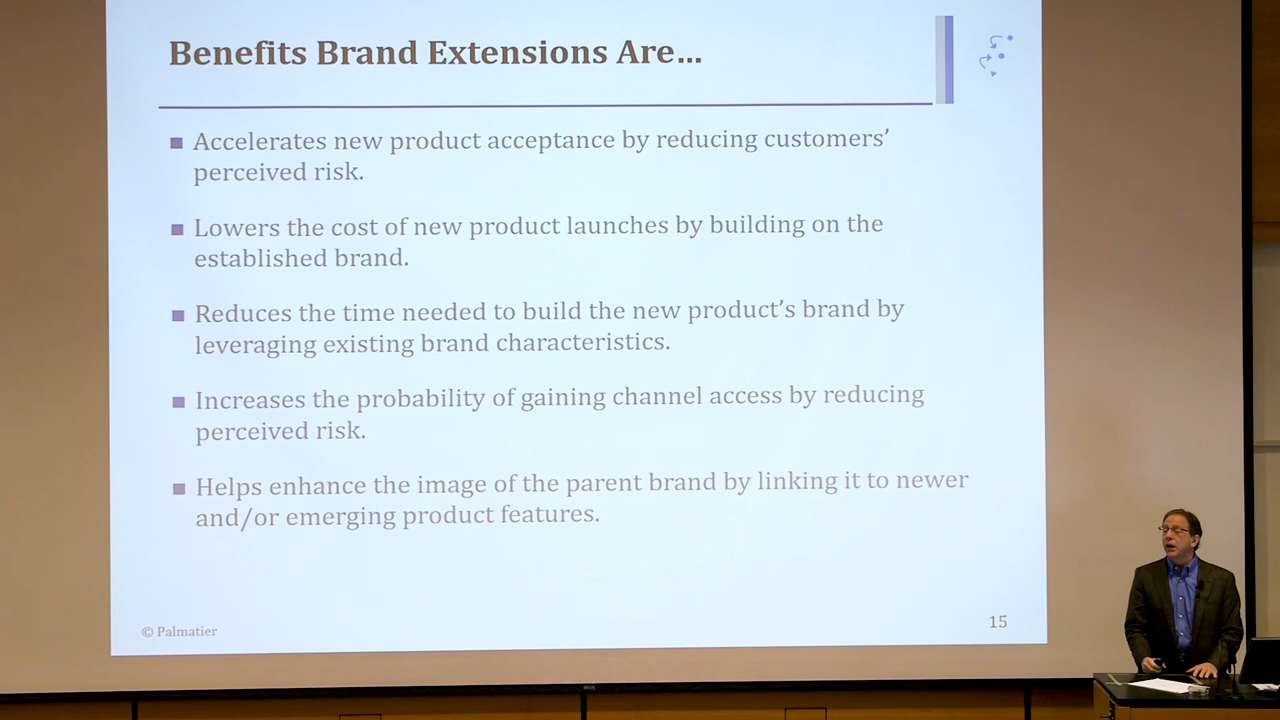 Benefits Brand Extensions Are…
Accelerates new product acceptance by reducing customers’
perceived risk.
Lowers the cost of new product launches by building on the
established brand.
Reduces the time needed to build the new product’s brand by
leveraging existing brand characteristics.
Increases the probability of gaining channel access by reducing
perceived risk.
Helps enhance the image of the parent brand by linking it to newer
and/or emerging product features.
© Palmatier
15